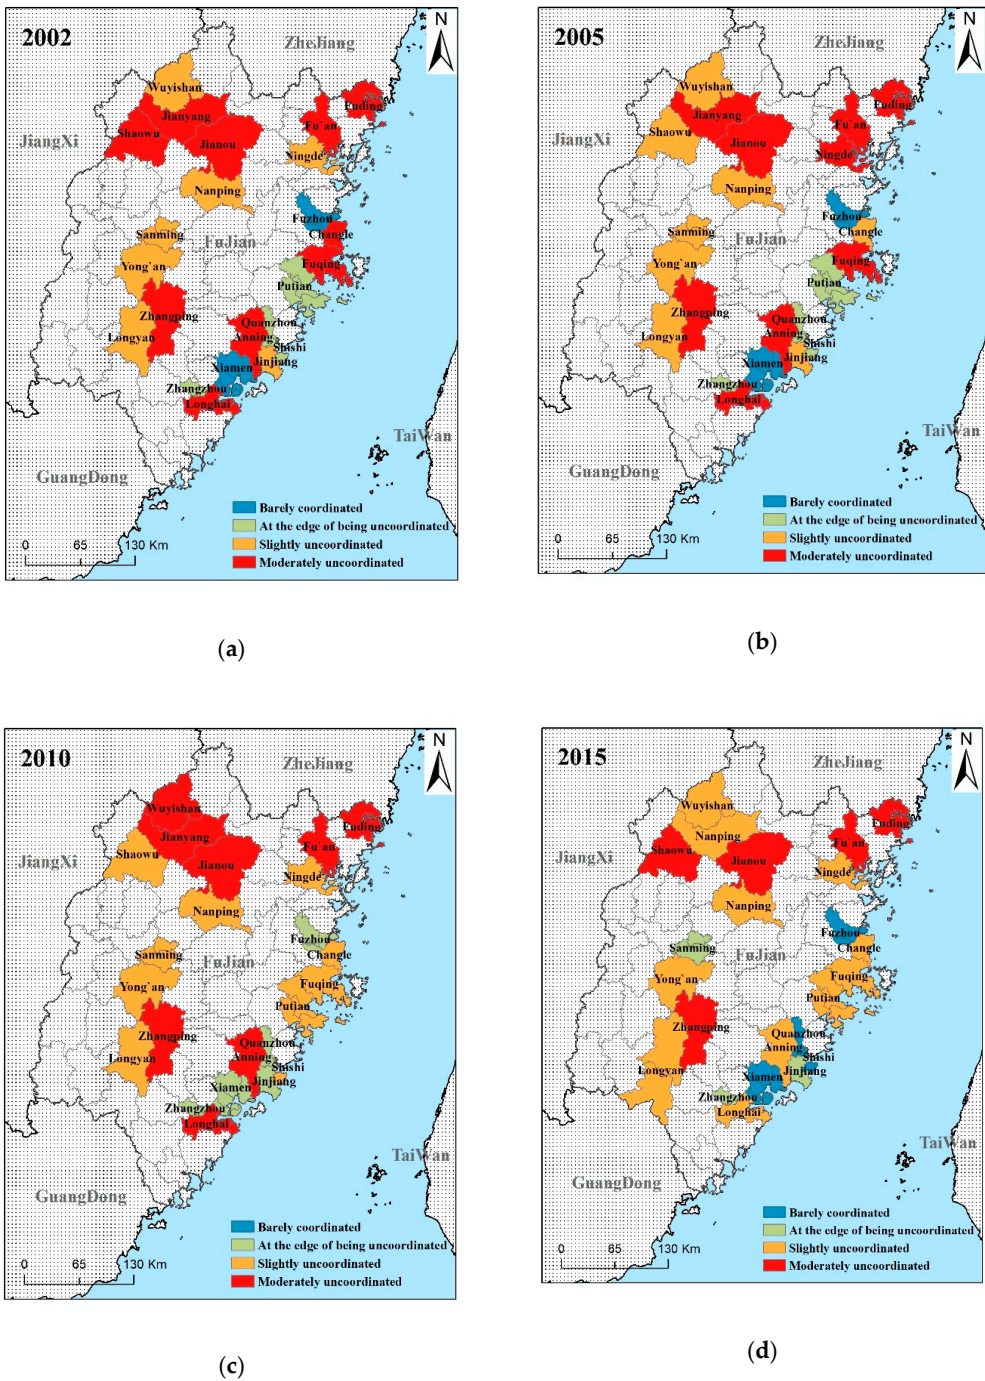 2002
N
ZheJiang
Wuyishan
Fuding
Jianyang
Shaowu
Fu`an
JiangXi
Jianou
Ningde
Nanping
Fuzhou
Sanming
Changle
FuJian
Yong`an
Fuqing
Putian
Zhangping
Quanzhou
Longyan
Anning
Shishi
Jinjiang
Xiamen
Zhangzhou
Longhai
TaiWan
GuangDong
Barely coordinated
At the edge of being uncoordinated
Slightly uncoordinated
Moderately uncoordinated
0 65 130 Km
(a)
2005
N
ZheJiang
Wuyishan
Fuding
Jianyang
Shaowu
Fu`an
JiangXi
Jianou
Ningde
Nanping
Fuzhou
Sanming
Changle
FuJian
Yong`an
Fuqing
Putian
Zhangping
Quanzhou
Longyan
Anning
Shishi
Jinjiang
Xiamen
Zhangzhou
Longhai
TaiWan
GuangDong
Barely coordinated
At the edge of being uncoordinated
Slightly uncoordinated
Moderately uncoordinated
0 65 130 Km
(b)
2010
N
ZheJiang
Wuyishan
Fuding
Jianyang
Shaowu
Fu`an
JiangXi
Jianou
Ningde
Nanping
Fuzhou
Sanming
Changle
FuJian
Yong`an
Fuqing
Putian
Zhangping
Quanzhou
Longyan
Anning
Shishi
Jinjiang
Xiamen
Zhangzhou
Longhai
TaiWan
GuangDong
Barely coordinated
At the edge of being uncoordinated
Slightly uncoordinated
Moderately uncoordinated
0 65 130 Km
(c)
2015
N
ZheJiang
Wuyishan
Fuding
Nanping
Shaowu
Fu`an
JiangXi
Jianou
Ningde
Nanping
Fuzhou
Sanming
Changle
FuJian
Yong`an
Fuqing
Putian
Zhangping
Quanzhou
Anning
Shishi
Longyan
Jinjiang
Xiamen
Zhangzhou
Longhai
TaiWan
GuangDong
Barely coordinated
At the edge of being uncoordinated
Slightly uncoordinated
Moderately uncoordinated
0 65 130 Km
(d)